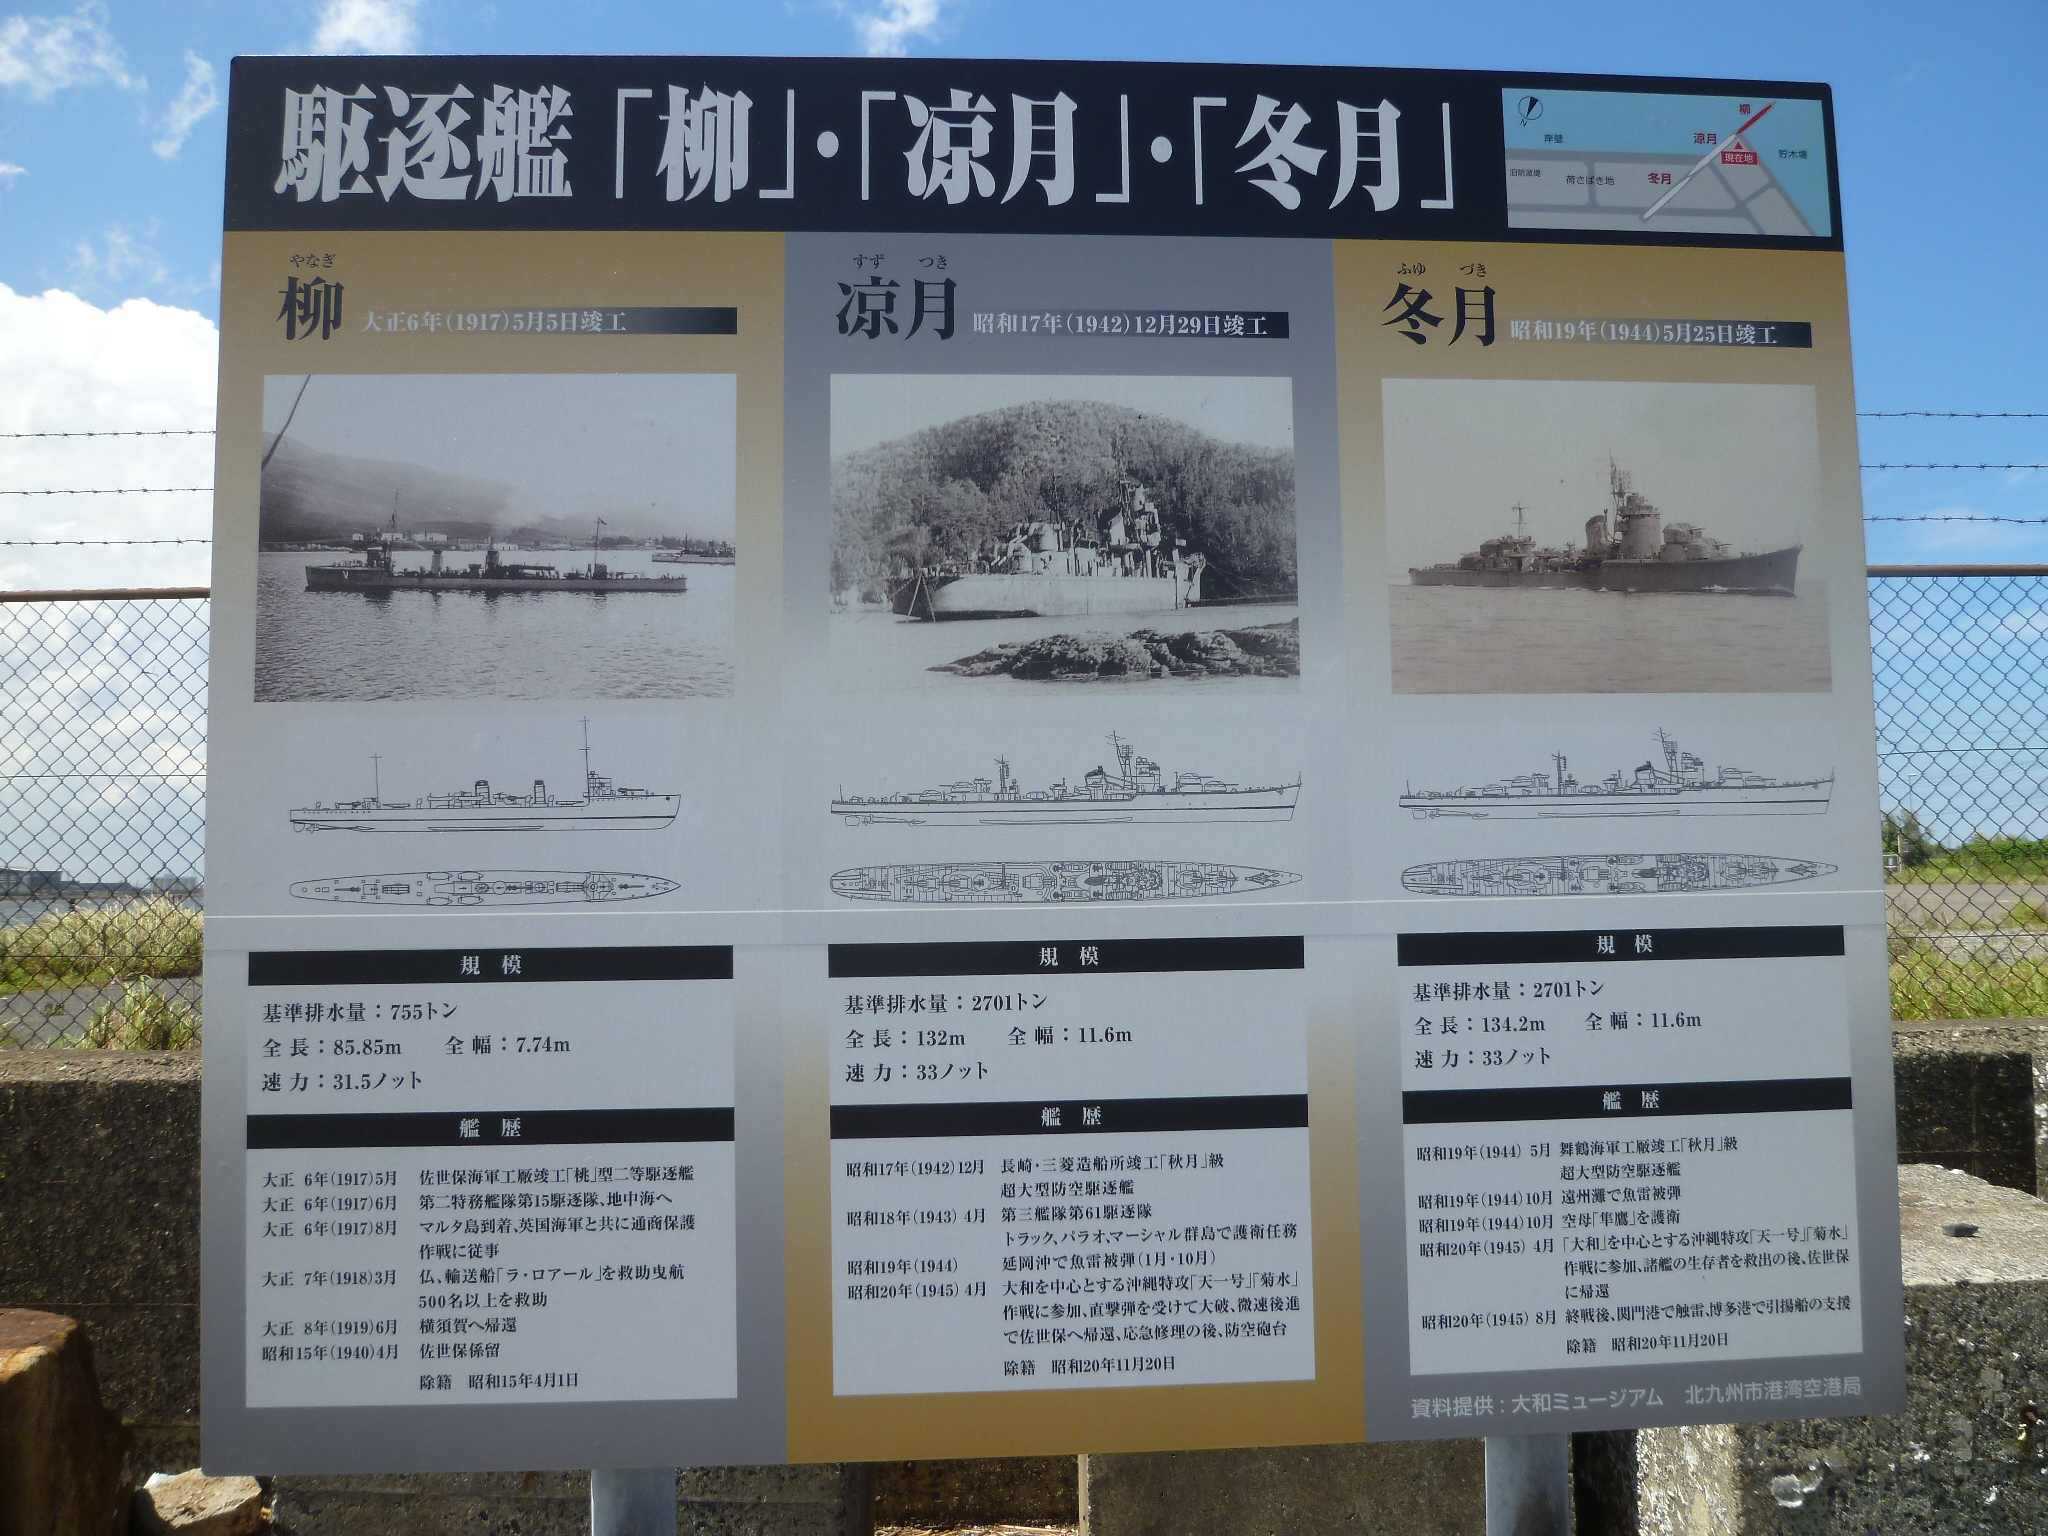 駆逐艦「柳」・「凉月」・「冬月」
N
岸壁
柳
凉月
現在地
貯木場
旧防波堤
荷さばき地
冬月
やなぎ
柳 大正6年(1917)5月5日竣工
すず つき
凉月 昭和17年(1942)12月29日竣工
ふゆ づき
冬月 昭和19年(1944)5月25日竣工
規 模
基準排水量：755トン
全 長：85.85m 全 幅：7.74m
速 力：31.5ノット
艦 歴
大正 6年(1917)5月 佐世保海軍工厰竣工「桃」型二等駆逐艦
大正 6年(1917)6月 第二特務艦隊第15駆逐隊、地中海へ
大正 6年(1917)8月 マルタ島到着、英国海軍と共に通商保護
作戦に従事
大正 7年(1918)3月 仏、輸送船「ラ・ロアール」を救助曳航
500名以上を救助
大正 8年(1919)6月 横須賀へ帰還
昭和15年(1940)4月 佐世保係留
除籍 昭和15年4月1日
規 模
基準排水量：2701トン
全 長：132m 全 幅：11.6m
速 力：33ノット
艦 歴
昭和17年(1942)12月 長崎・三菱造船所竣工「秋月」級
超大型防空駆逐艦
昭和18年(1943) 4月 第三艦隊第61駆逐隊
トラック、パラオ、マーシャル群島で護衛任務
昭和19年(1944) 延岡沖で魚雷被弾(1月・10月)
昭和20年(1945) 4月 大和を中心とする沖縄特攻「天一号」「菊水」
作戦に参加、直撃弾を受けて大破、微速後進
で佐世保へ帰還、応急修理の後、防空砲台
除籍 昭和20年11月20日
規 模
基準排水量：2701トン
全 長：134.2m 全 幅：11.6m
速 力：33ノット
艦 歴
昭和19年(1944) 5月 舞鶴海軍工厰竣工「秋月」級
超大型防空駆逐艦
昭和19年(1944)10月 遠州灘で魚雷被弾
昭和19年(1944)10月 空母「隼鷹」を護衛
昭和20年(1945) 4月 「大和」を中心とする沖縄特攻「天一号」「菊水」
作戦に参加、諸艦の生存者を救出の後、佐世保
に帰還
昭和20年(1945) 8月 終戦後、関門港で触雷、博多港で引揚船の支援
除籍 昭和20年11月20日
資料提供：大和ミュージアム 北九州市港湾空港局